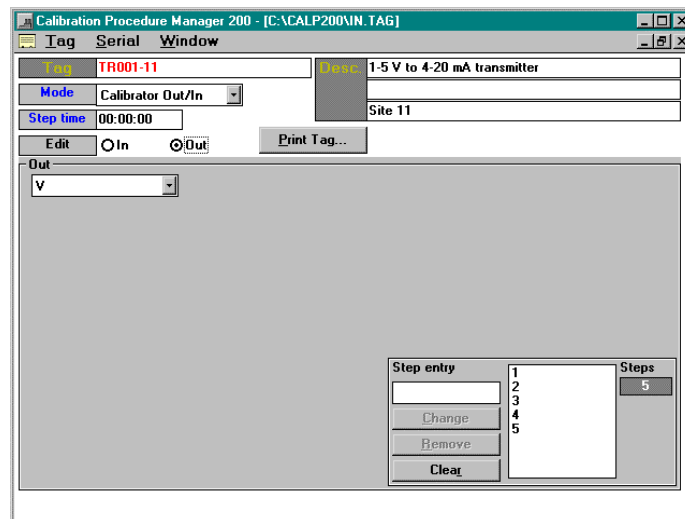 Calibration Procedure Manager 200 - [C:\CALP200\IN.TAG]
Tag Serial Window
Tag TR001-11 Desc. 1-5 V to 4-20 mA transmitter
Mode Calibrator Out/In
Step time 00:00:00 Site 11
Edit In Out Print Tag...
Out
V
Step entry Steps
1
2 5
3
Change 4
5
Remove
Clear